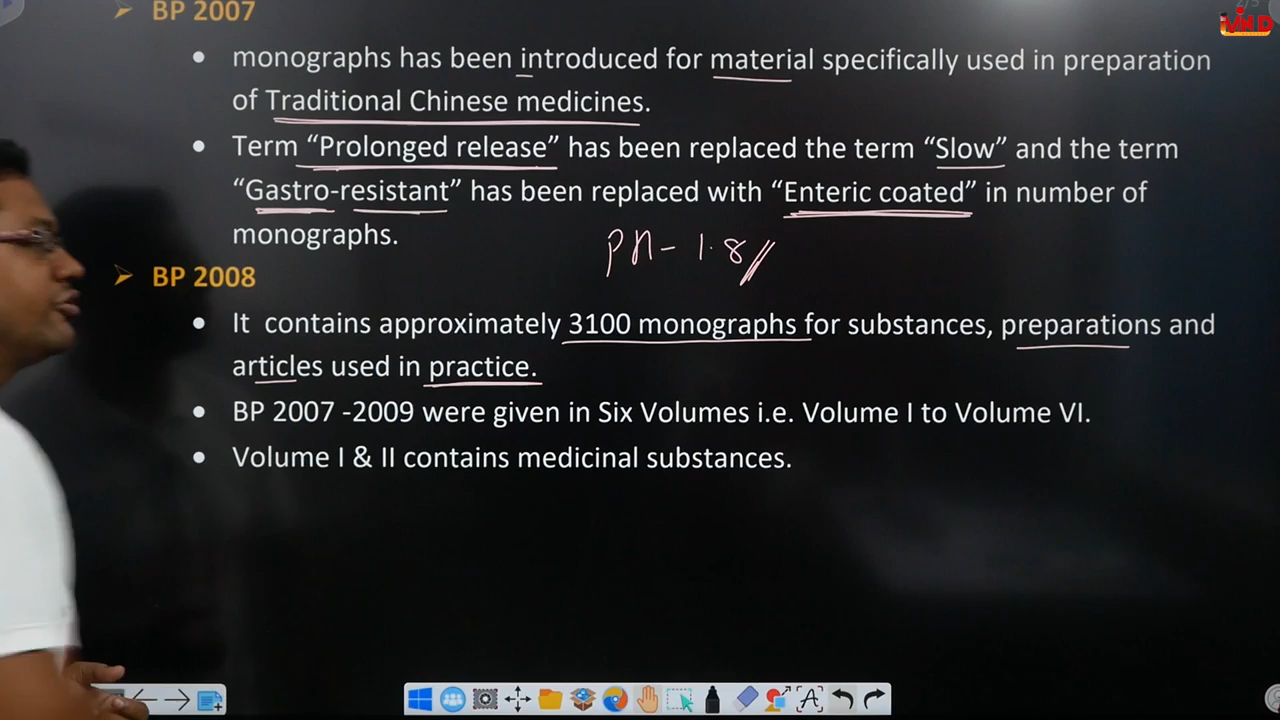 BP 2007
monographs has been introduced for material specifically used in preparation
of Traditional Chinese medicines.
Term “Prolonged release” has been replaced the term “Slow” and the term
“Gastro-resistant” has been replaced with “Enteric coated” in number of
monographs.
PH- 1.8
BP 2008
It contains approximately 3100 monographs for substances, preparations and
articles used in practice.
BP 2007 -2009 were given in Six Volumes i.e. Volume I to Volume VI.
Volume I & II contains medicinal substances.